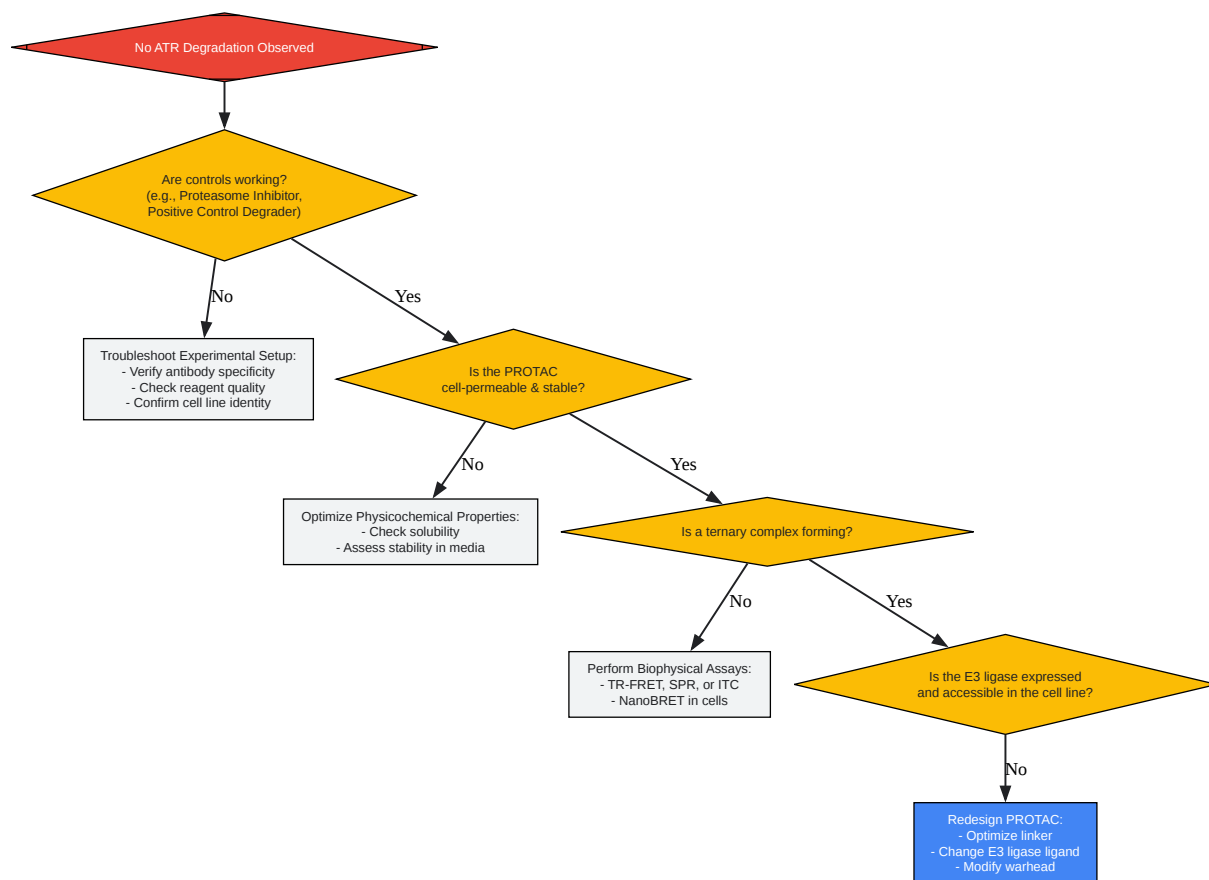 No ATR Degradation Observed
Are controls working?
(e.g., Proteasome Inhibitor,
Positive Control Degrader)
No
Yes
Troubleshoot Experimental Setup:
- Verify antibody specificity
- Check reagent quality
- Confirm cell line identity
Is the PROTAC
cell-permeable & stable?
No
Yes
Optimize Physicochemical Properties:
- Check solubility
- Assess stability in media
Is a ternary complex forming?
No
Yes
Perform Biophysical Assays:
- TR-FRET, SPR, or ITC
- NanoBRET in cells
Is the E3 ligase expressed
and accessible in the cell line?
No
Redesign PROTAC:
- Optimize linker
- Change E3 ligase ligand
- Modify warhead